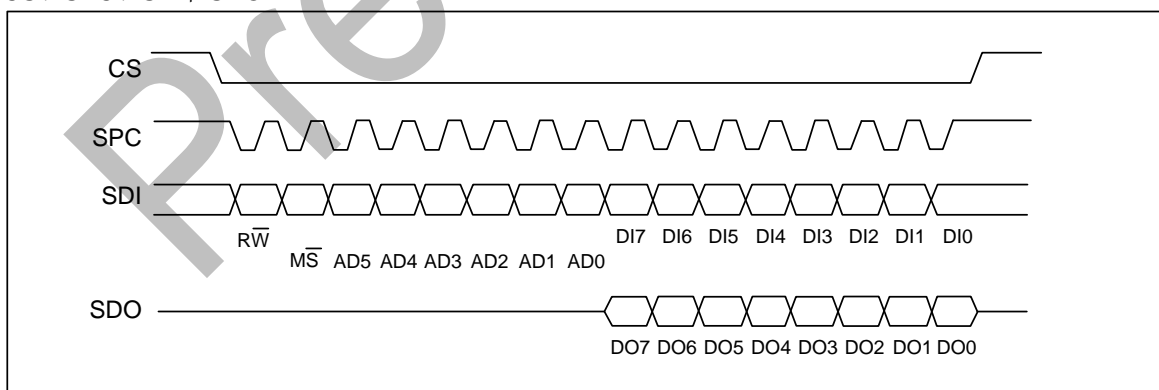 CS
SPC
SDI
RW̅
DI7 DI6 DI5 DI4 DI3 DI2 DI1 DI0
MS̅ AD5 AD4 AD3 AD2 AD1 AD0
SDO
DO7 DO6 DO5 DO4 DO3 DO2 DO1 DO0
Pre